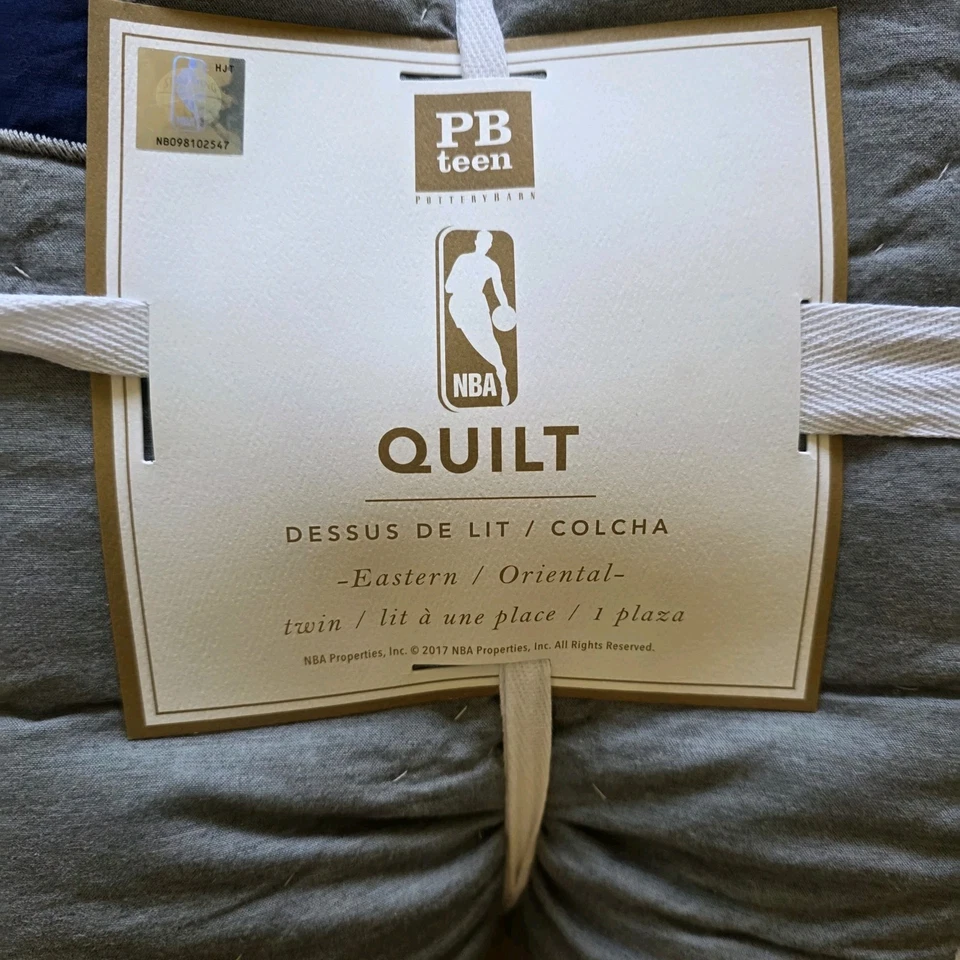 HJT
NB098102547
PB
teen
POTTERYBARN
NBA
QUILT
DESSUS DE LIT / COLCHA
-Eastern / Oriental-
twin / lit à une place / 1 plaza
NBA Properties, Inc. © 2017 NBA Properties, Inc. All Rights Reserved.